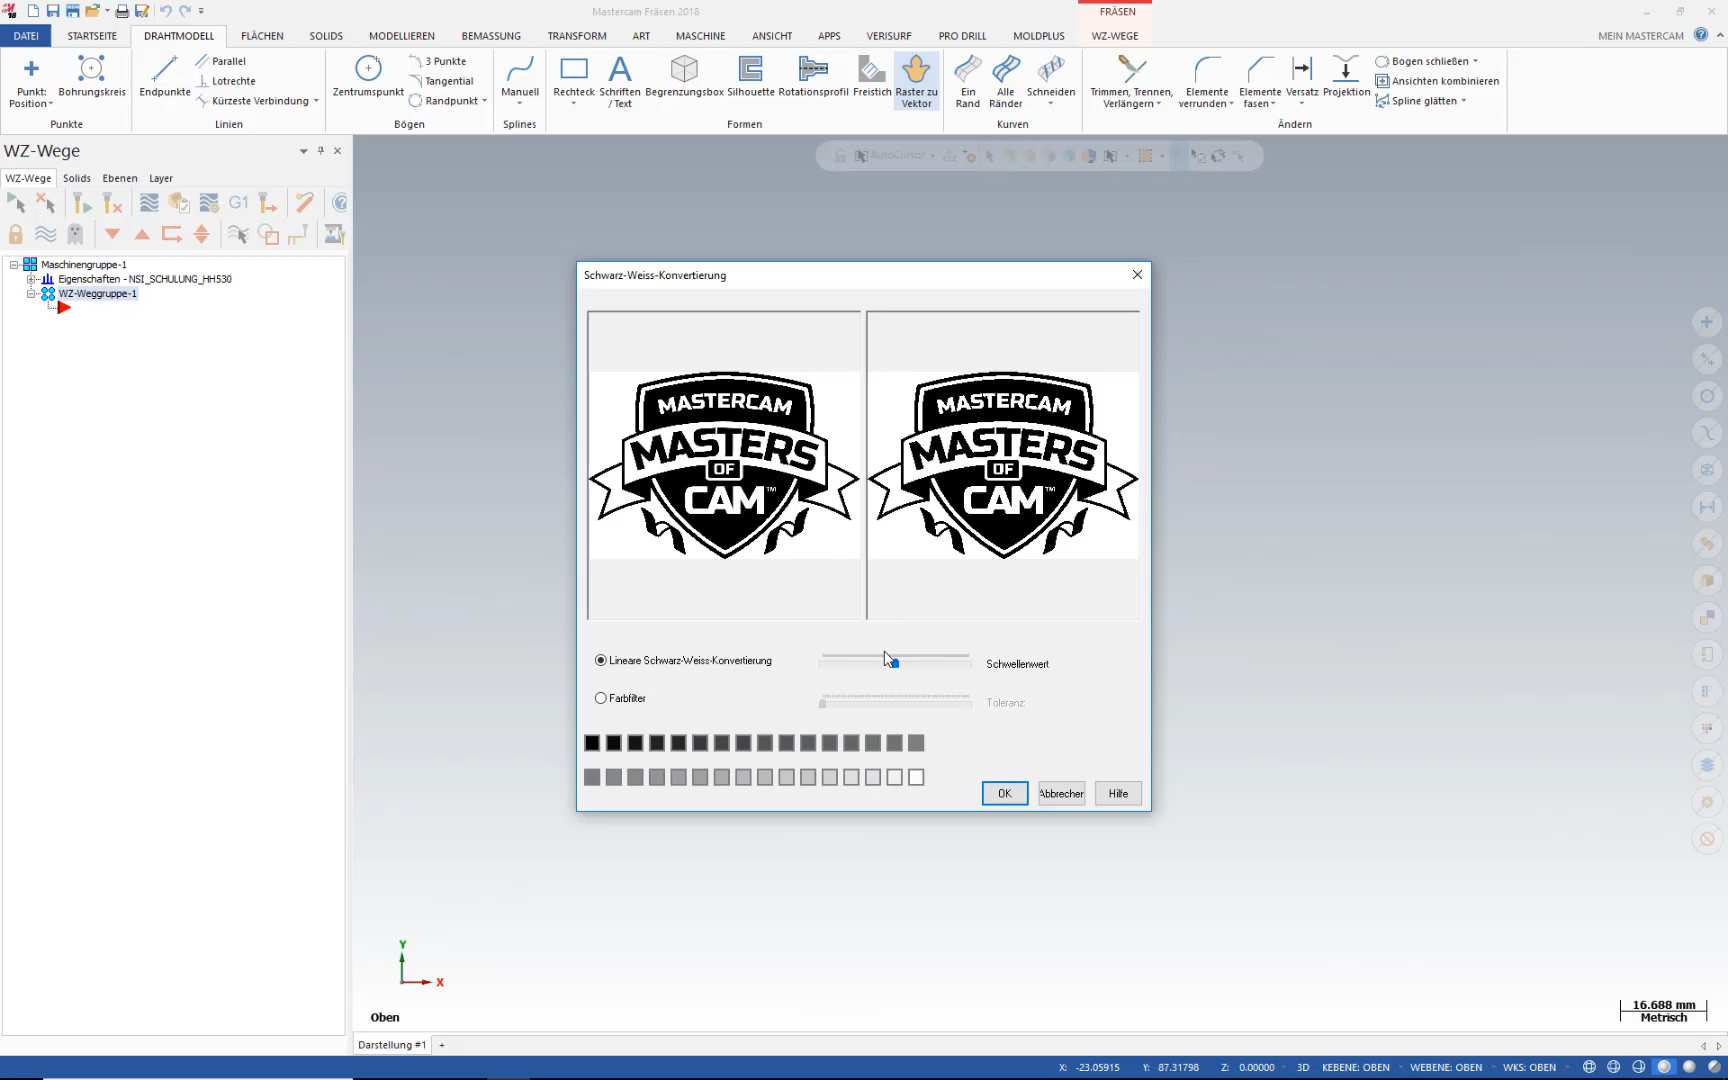 Mastercam Fräsen 2018
FRÄSEN
DATEI STARTSEITE DRAHTMODELL FLÄCHEN SOLIDS MODELLIEREN BEMASSUNG TRANSFORM ART MASCHINE ANSICHT APPS VERISURF PRO DRILL MOLDPLUS WZ-WEGE MEIN MASTERCAM
Punkt: Position
Bohrungskreis
Punkte
Endpunkte
Parallel
Lotrechte
Kürzeste Verbindung
Linien
Zentrumspunkt
3 Punkte
Tangential
Randpunkt
Bögen
Manuell
Splines
Rechteck
Schriften / Text
Begrenzungsbox
Silhouette
Rotationsprofil
Freistich
Raster zu Vektor
Formen
Ein Rand
Alle Ränder
Schneiden
Kurven
Trimmen, Trennen, Verlängern
Elemente verrunden
Elemente fasen
Versatz
Projektion
Bogen schließen
Ansichten kombinieren
Spline glätten
Ändern
WZ-Wege
WZ-Wege Solids Ebenen Layer
G1
AutoCursor
Maschinengruppe-1
Eigenschaften - NSI_SCHULUNG_HH530
WZ-Weggruppe-1
Schwarz-Weiss-Konvertierung
MASTERCAM
MASTERS
OF
CAM™
MASTERCAM
MASTERS
OF
CAM™
Lineare Schwarz-Weiss-Konvertierung
Schwellenwert
Farbfilter
Toleranz:
OK Abbrechen Hilfe
Y
X
Oben
16.688 mm
Metrisch
Darstellung #1 +
X: -23.05915 Y: 87.31798 Z: 0.00000 3D KEBENE: OBEN WEBENE: OBEN WKS: OBEN